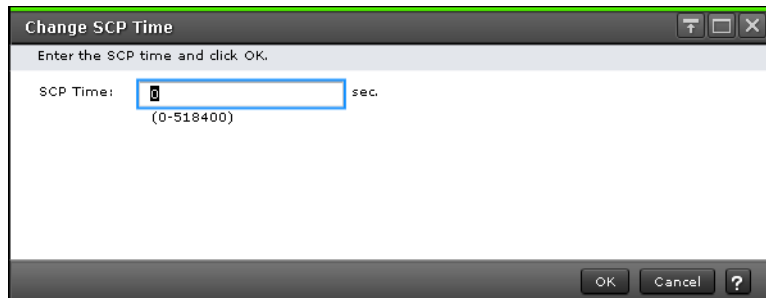 Change SCP Time
Enter the SCP time and click OK.
SCP Time: 0 sec.
(0-518400)
OK Cancel ?